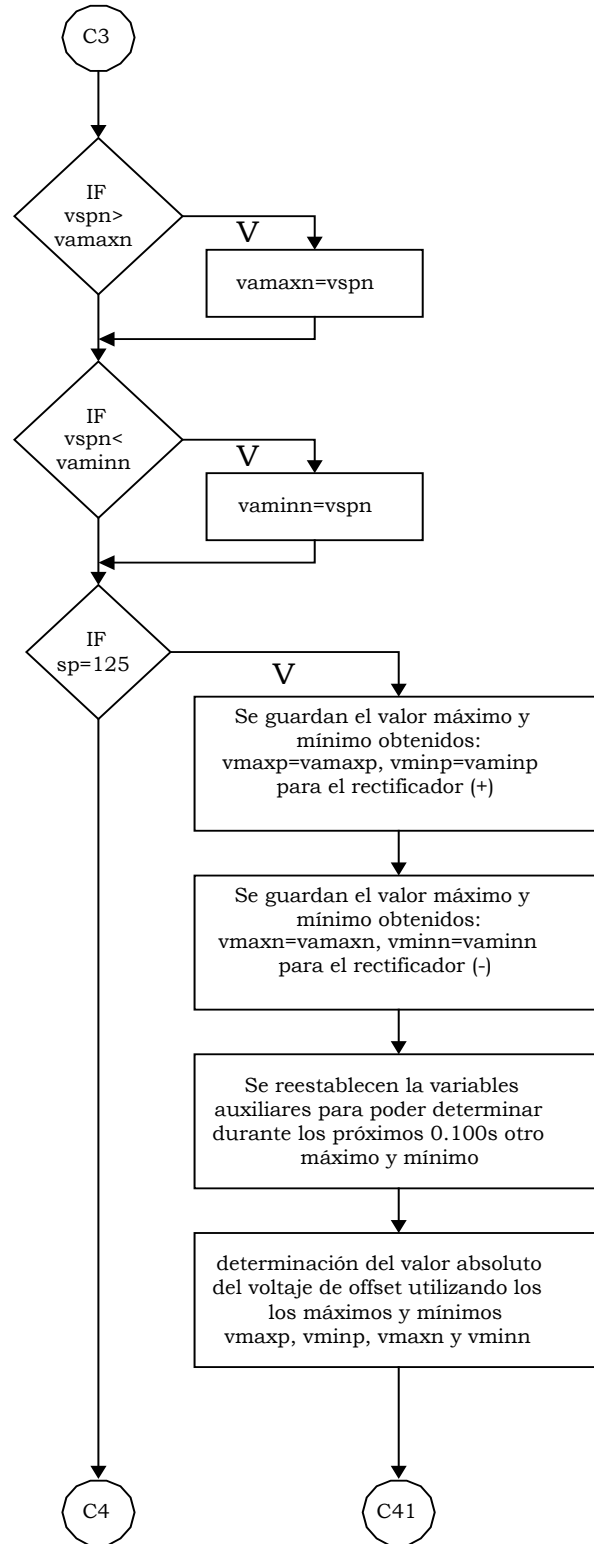 C3
IF
vspn>
vamaxn
V
vamaxn=vspn
IF
vspn<
vaminn
V
vaminn=vspn
IF
sp=125
V
Se guardan el valor máximo y
mínimo obtenidos:
vmaxp=vamaxp, vminp=vaminp
para el rectificador (+)
Se guardan el valor máximo y
mínimo obtenidos:
vmaxn=vamaxn, vminn=vaminn
para el rectificador (-)
Se reestablecen la variables
auxiliares para poder determinar
durante los próximos 0.100s otro
máximo y mínimo
determinación del valor absoluto
del voltaje de offset utilizando los
los máximos y mínimos
vmaxp, vminp, vmaxn y vminn
C4
C41